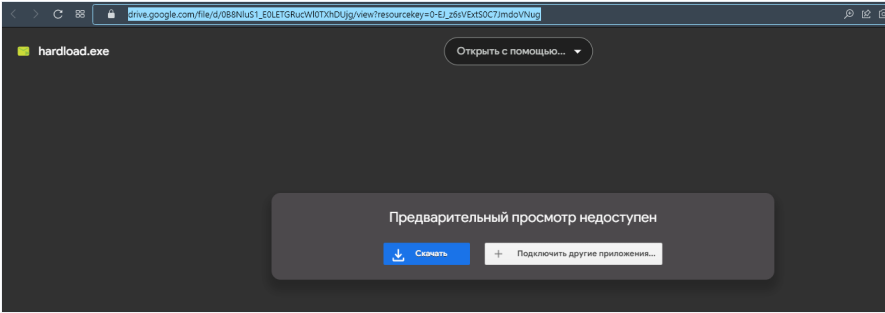 drive.google.com/file/d/0B8NluS1_E0LETGRucWl0TXhDUjg/view?resourcekey=0-EJ_z6sVExtS0C7JmdoVNug
hardload.exe
Открыть с помощью...
Предварительный просмотр недоступен
Скачать
Подключить другие приложения...